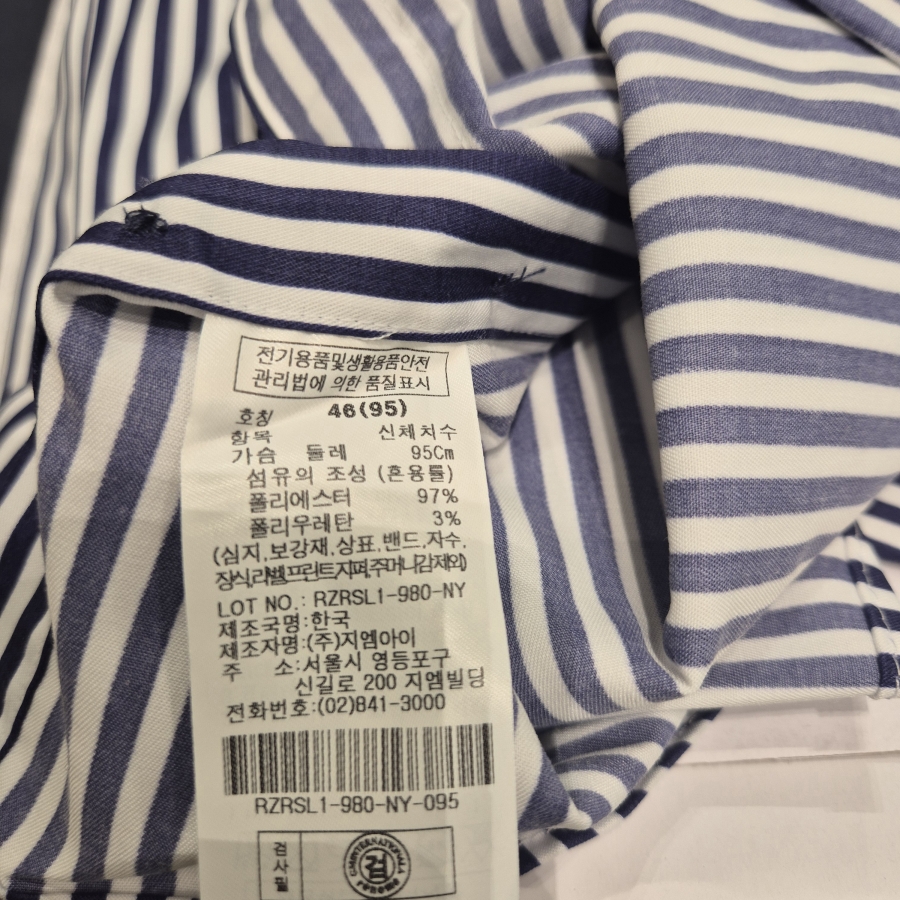 전기용품및생활용품안전
관리법에 의한 품질표시
호칭 46(95)
항목 신체치수
가슴 둘레 95Cm
섬유의 조성 (혼용률)
폴리에스터 97%
폴리우레탄 3%
(심지,보강재,상표,밴드,자수,
장식,라벨,프린트,지퍼,주머니감제외)
LOT NO.: RZRSL1-980-NY
제조국명:한국
제조자명:(주)지엠아이
주 소:서울시 영등포구
신길로 200 지엠빌딩
전화번호:(02)841-3000
RZRSL1-980-NY-095
검사필
검